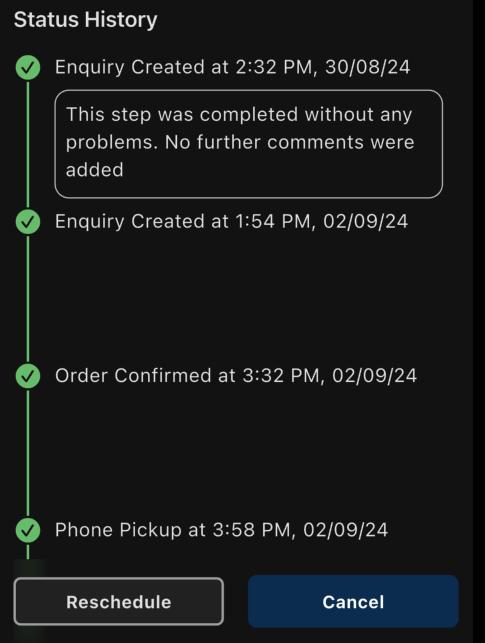 Status History
Enquiry Created at 2:32 PM, 30/08/24
This step was completed without any
problems. No further comments were
added
Enquiry Created at 1:54 PM, 02/09/24
Order Confirmed at 3:32 PM, 02/09/24
Phone Pickup at 3:58 PM, 02/09/24
Reschedule
Cancel